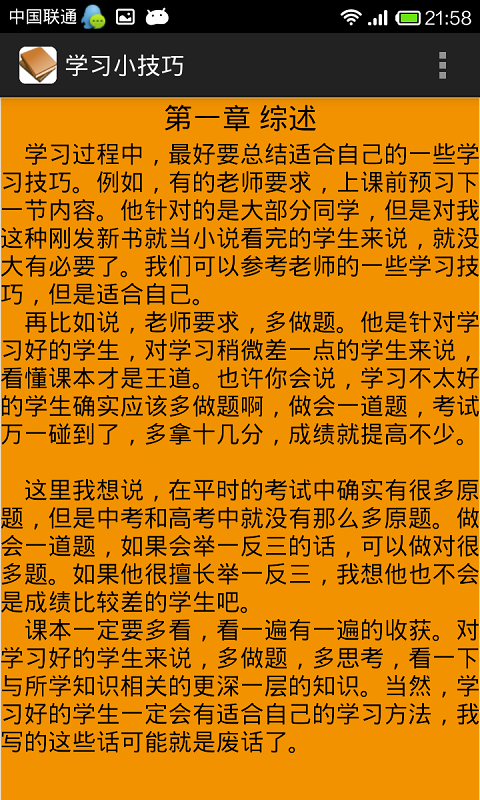 中国联通 21:58
学习小技巧
第一章 综述
学习过程中，最好要总结适合自己的一些学
习技巧。例如，有的老师要求，上课前预习下
一节内容。他针对的是大部分同学，但是对我
这种刚发新书就当小说看完的学生来说，就没
大有必要了。我们可以参考老师的一些学习技
巧，但是适合自己。
再比如说，老师要求，多做题。他是针对学
习好的学生，对学习稍微差一点的学生来说，
看懂课本才是王道。也许你会说，学习不太好
的学生确实应该多做题啊，做会一道题，考试
万一碰到了，多拿十几分，成绩就提高不少。
这里我想说，在平时的考试中确实有很多原
题，但是中考和高考中就没有那么多原题。做
会一道题，如果会举一反三的话，可以做对很
多题。如果他很擅长举一反三，我想他也不会
是成绩比较差的学生吧。
课本一定要多看，看一遍有一遍的收获。对
学习好的学生来说，多做题，多思考，看一下
与所学知识相关的更深一层的知识。当然，学
习好的学生一定会有适合自己的学习方法，我
写的这些话可能就是废话了。